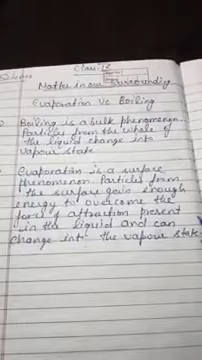 Class:
Matter in our Surrounding
Evaporation Vs Boiling
Boiling is a bulk phenomenon.
Particles from the whole of
the liquid change into
vapour state
Evaporation is a surface
phenomenon. Particles from
the surface gain enough
energy to overcome the
force of attraction present
in the liquid and can
change into the vapour state.